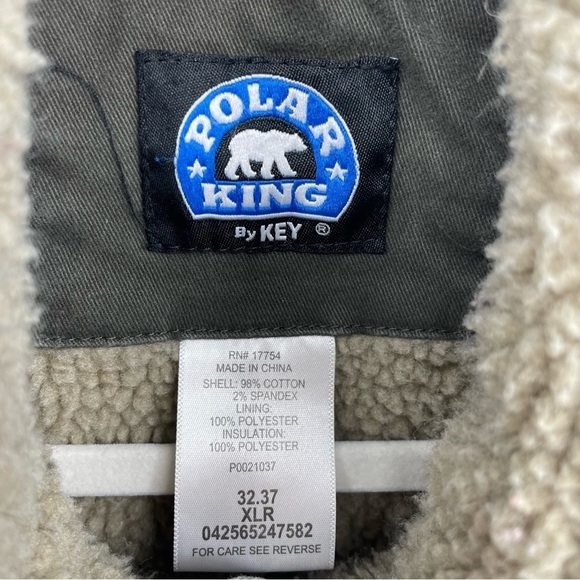 POLAR
KING
By KEY ®
RN# 17754
MADE IN CHINA
SHELL: 98% COTTON
2% SPANDEX
LINING:
100% POLYESTER
INSULATION:
100% POLYESTER
P0021037
32.37
XLR
042565247582
FOR CARE SEE REVERSE